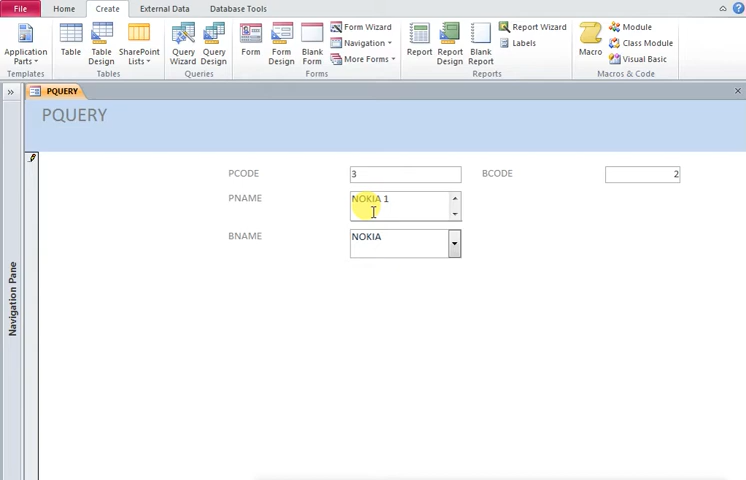 File Home Create External Data Database Tools
Application Parts
Templates
Table
Table Design
SharePoint Lists
Tables
Query Wizard
Query Design
Queries
Form
Form Design
Blank Form
Form Wizard
Navigation
More Forms
Forms
Report
Report Design
Blank Report
Report Wizard
Labels
Reports
Macro
Module
Class Module
Visual Basic
Macros & Code
PQUERY
PQUERY
PCODE 3 BCODE 2
PNAME NOKIA 1
BNAME NOKIA
Navigation Pane